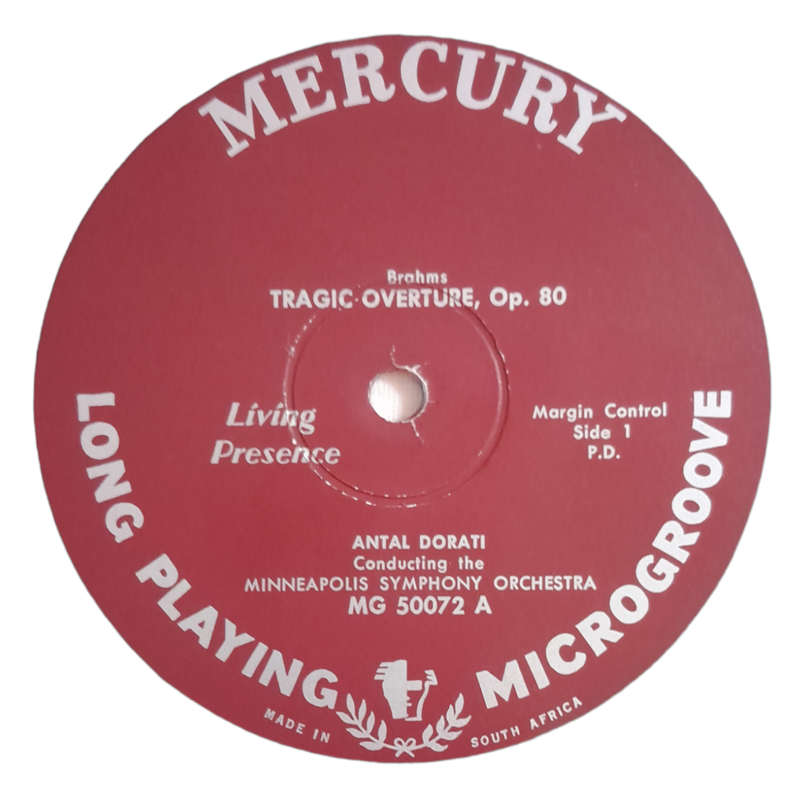 MERCURY
Brahms
TRAGIC OVERTURE, Op. 80
Living
Presence
Margin Control
Side 1
P.D.
ANTAL DORATI
Conducting the
MINNEAPOLIS SYMPHONY ORCHESTRA
MG 50072 A
LONG PLAYING MICROGROOVE
MADE IN SOUTH AFRICA